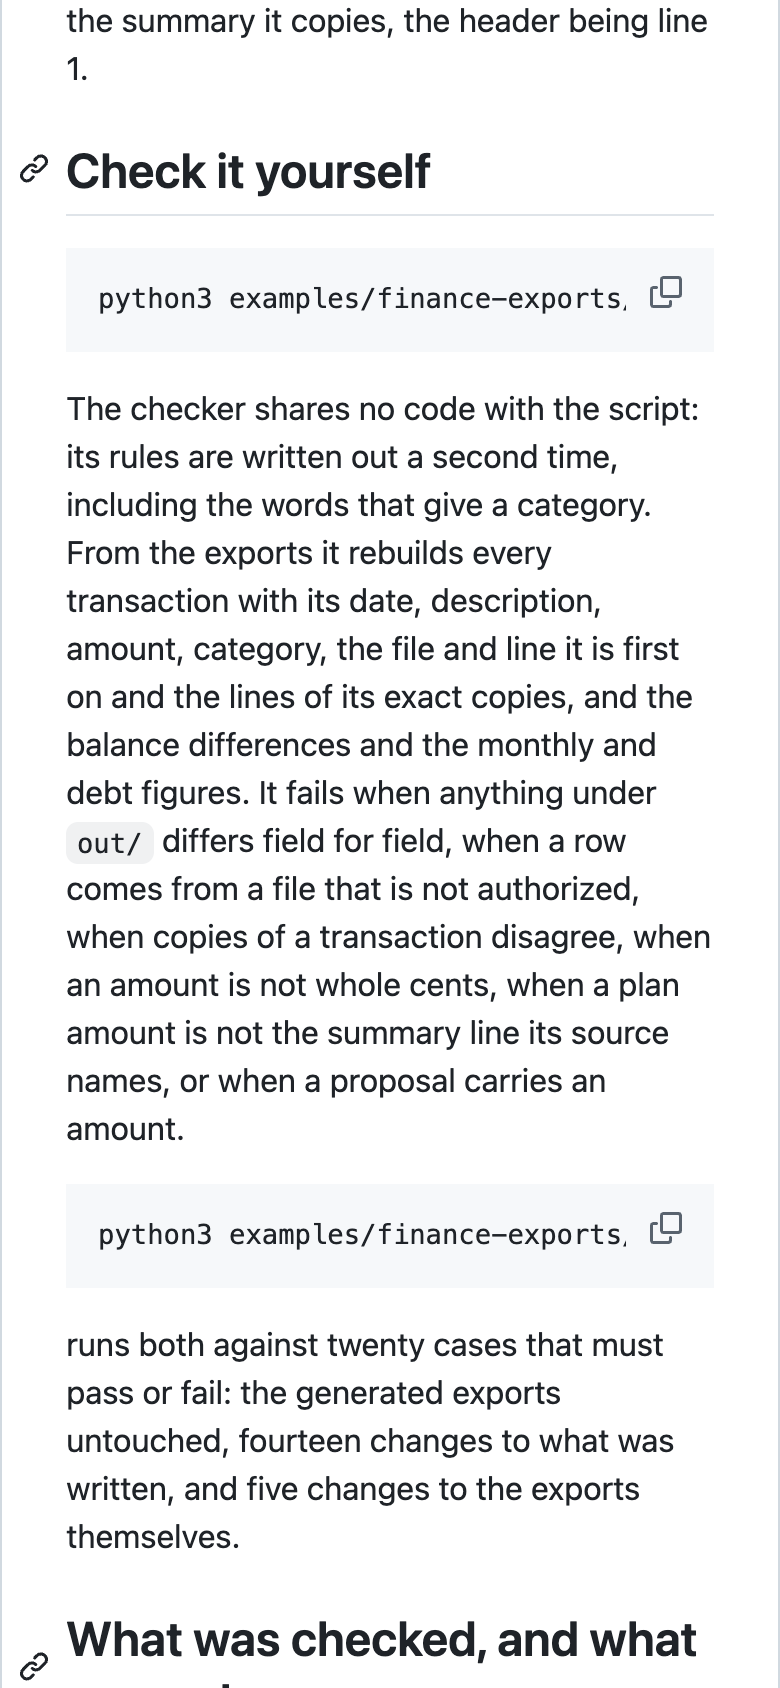 the summary it copies, the header being line
1.
Check it yourself
python3 examples/finance-exports/
The checker shares no code with the script:
its rules are written out a second time,
including the words that give a category.
From the exports it rebuilds every
transaction with its date, description,
amount, category, the file and line it is first
on and the lines of its exact copies, and the
balance differences and the monthly and
debt figures. It fails when anything under
out/ differs field for field, when a row
comes from a file that is not authorized,
when copies of a transaction disagree, when
an amount is not whole cents, when a plan
amount is not the summary line its source
names, or when a proposal carries an
amount.
python3 examples/finance-exports/
runs both against twenty cases that must
pass or fail: the generated exports
untouched, fourteen changes to what was
written, and five changes to the exports
themselves.
What was checked, and what